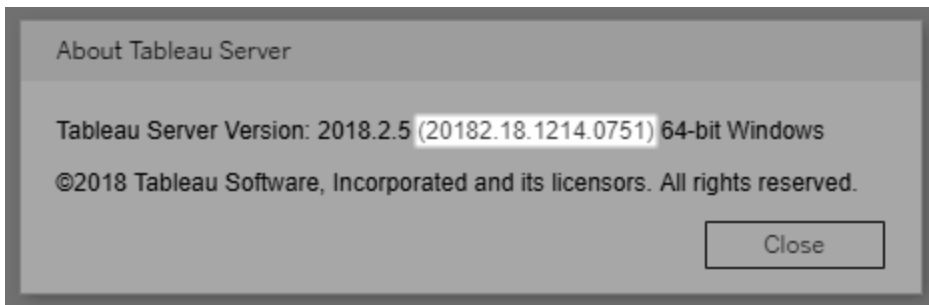 About Tableau Server
Tableau Server Version: 2018.2.5 (20182.18.1214.0751) 64-bit Windows
©2018 Tableau Software, Incorporated and its licensors. All rights reserved.
Close